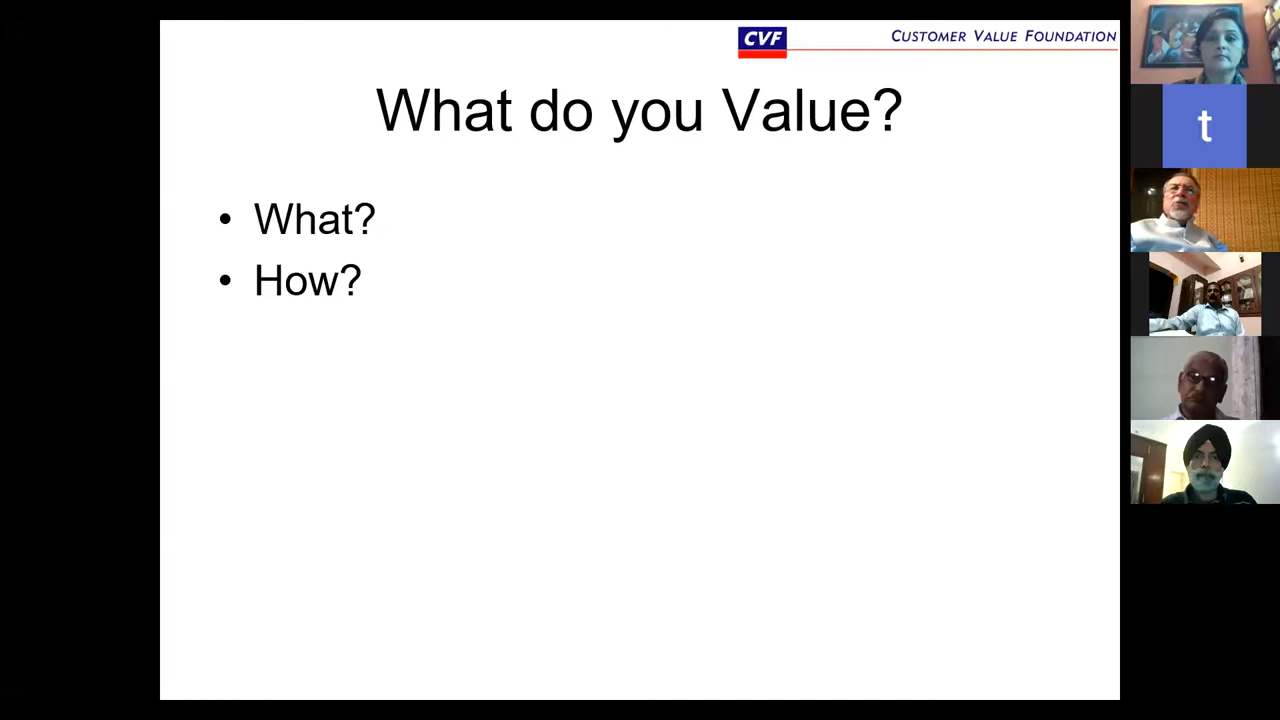 CVF
CUSTOMER VALUE FOUNDATION
What do you Value?
• What?
• How?
t